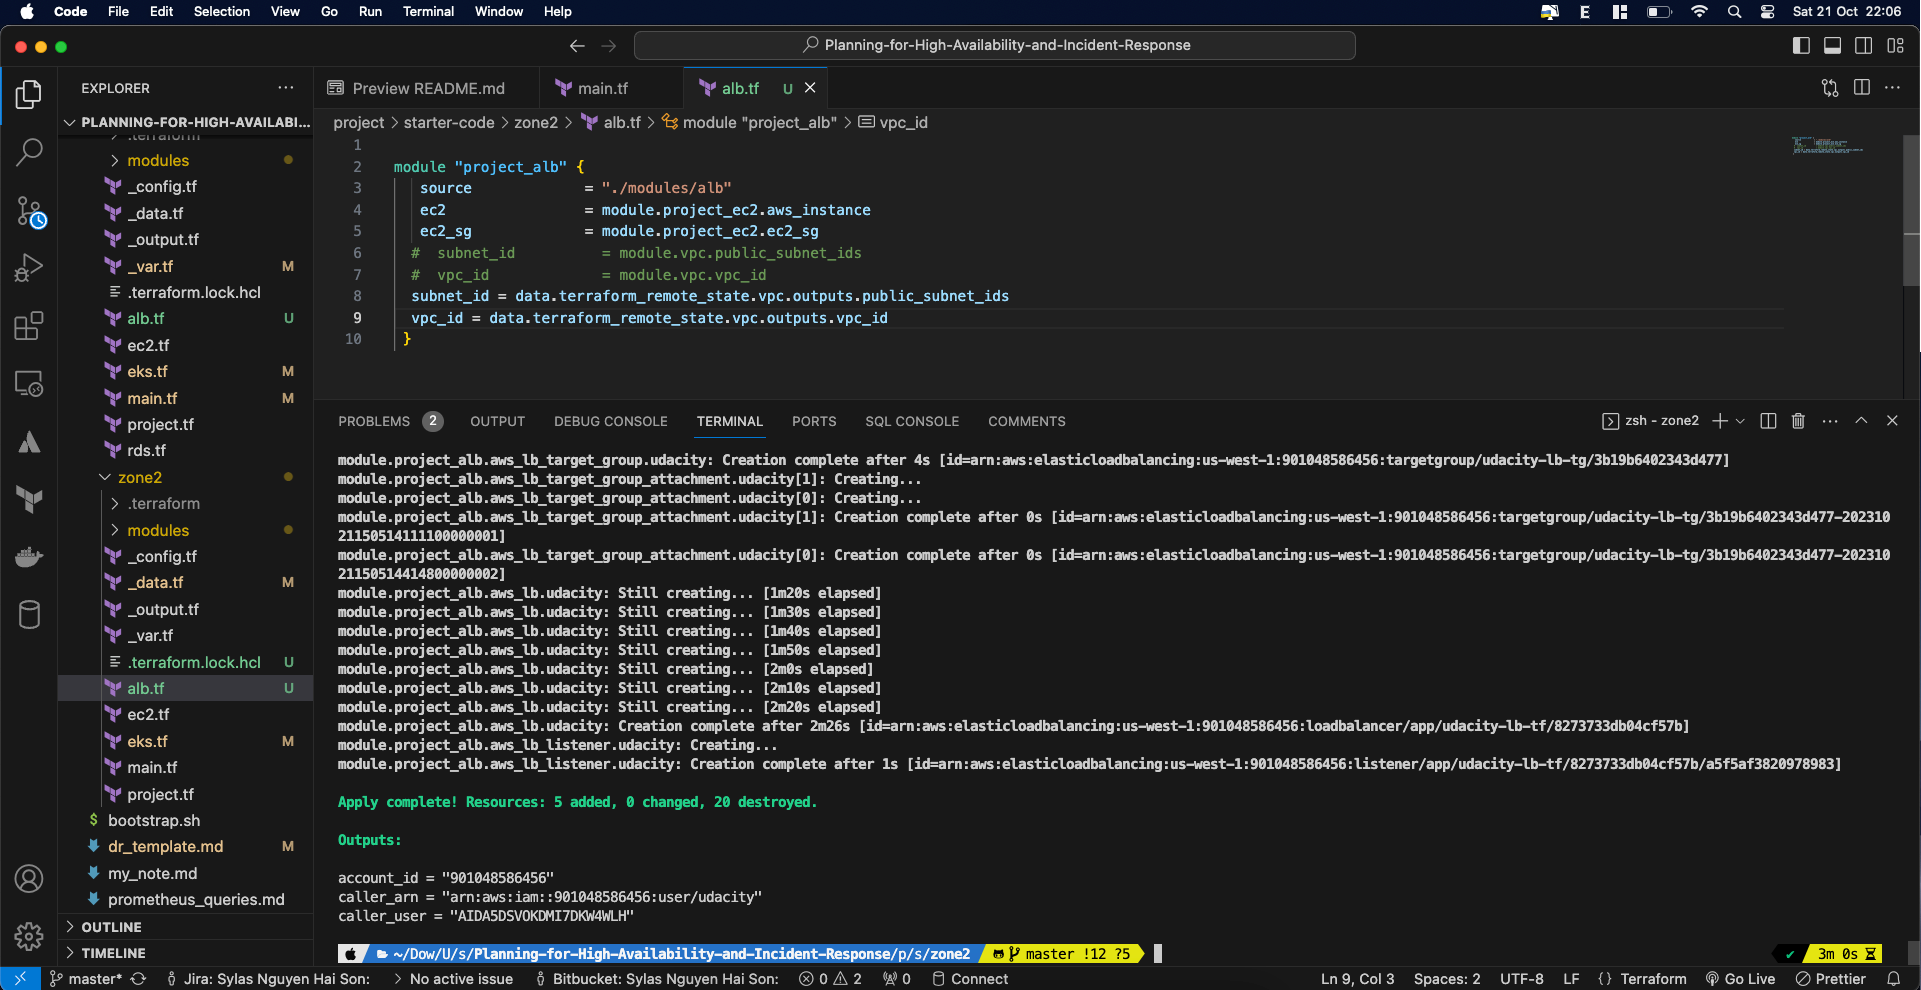 Code File Edit Selection View Go Run Terminal Window Help
E
Sat 21 Oct 22:06
Planning-for-High-Availability-and-Incident-Response
EXPLORER
PLANNING-FOR-HIGH-AVAILABI...
.terraform
modules
_config.tf
_data.tf
_output.tf
_var.tf M
.terraform.lock.hcl
alb.tf U
ec2.tf
eks.tf M
main.tf M
project.tf
rds.tf
zone2
.terraform
modules
_config.tf
_data.tf M
_output.tf
_var.tf
.terraform.lock.hcl U
alb.tf U
ec2.tf
eks.tf M
main.tf
project.tf
$ bootstrap.sh
dr_template.md M
my_note.md
prometheus_queries.md
OUTLINE
TIMELINE
Preview README.md main.tf alb.tf U
project > starter-code > zone2 > alb.tf > module "project_alb" > vpc_id
1
2 module "project_alb" {
3 source = "./modules/alb"
4 ec2 = module.project_ec2.aws_instance
5 ec2_sg = module.project_ec2.ec2_sg
6 # subnet_id = module.vpc.public_subnet_ids
7 # vpc_id = module.vpc.vpc_id
8 subnet_id = data.terraform_remote_state.vpc.outputs.public_subnet_ids
9 vpc_id = data.terraform_remote_state.vpc.outputs.vpc_id
10 }
PROBLEMS 2 OUTPUT DEBUG CONSOLE TERMINAL PORTS SQL CONSOLE COMMENTS
zsh - zone2
module.project_alb.aws_lb_target_group.udacity: Creation complete after 4s [id=arn:aws:elasticloadbalancing:us-west-1:901048586456:targetgroup/udacity-lb-tg/3b19b6402343d477]
module.project_alb.aws_lb_target_group_attachment.udacity[1]: Creating...
module.project_alb.aws_lb_target_group_attachment.udacity[0]: Creating...
module.project_alb.aws_lb_target_group_attachment.udacity[1]: Creation complete after 0s [id=arn:aws:elasticloadbalancing:us-west-1:901048586456:targetgroup/udacity-lb-tg/3b19b6402343d477-202310
21150514111100000001]
module.project_alb.aws_lb_target_group_attachment.udacity[0]: Creation complete after 0s [id=arn:aws:elasticloadbalancing:us-west-1:901048586456:targetgroup/udacity-lb-tg/3b19b6402343d477-202310
21150514414800000002]
module.project_alb.aws_lb.udacity: Still creating... [1m20s elapsed]
module.project_alb.aws_lb.udacity: Still creating... [1m30s elapsed]
module.project_alb.aws_lb.udacity: Still creating... [1m40s elapsed]
module.project_alb.aws_lb.udacity: Still creating... [1m50s elapsed]
module.project_alb.aws_lb.udacity: Still creating... [2m0s elapsed]
module.project_alb.aws_lb.udacity: Still creating... [2m10s elapsed]
module.project_alb.aws_lb.udacity: Still creating... [2m20s elapsed]
module.project_alb.aws_lb.udacity: Creation complete after 2m26s [id=arn:aws:elasticloadbalancing:us-west-1:901048586456:loadbalancer/app/udacity-lb-tf/8273733db04cf57b]
module.project_alb.aws_lb_listener.udacity: Creating...
module.project_alb.aws_lb_listener.udacity: Creation complete after 1s [id=arn:aws:elasticloadbalancing:us-west-1:901048586456:listener/app/udacity-lb-tf/8273733db04cf57b/a5f5af3820978983]
Apply complete! Resources: 5 added, 0 changed, 20 destroyed.
Outputs:
account_id = "901048586456"
caller_arn = "arn:aws:iam::901048586456:user/udacity"
caller_user = "AIDA5DSVOKDMI7DKW4WLH"
~/Dow/U/s/Planning-for-High-Availability-and-Incident-Response/p/s/zone2 master !12 ?5
3m 0s
master* Jira: Sylas Nguyen Hai Son: > No active issue Bitbucket: Sylas Nguyen Hai Son: 0 2 0 Connect
Ln 9, Col 3 Spaces: 2 UTF-8 LF {} Terraform Go Live Prettier